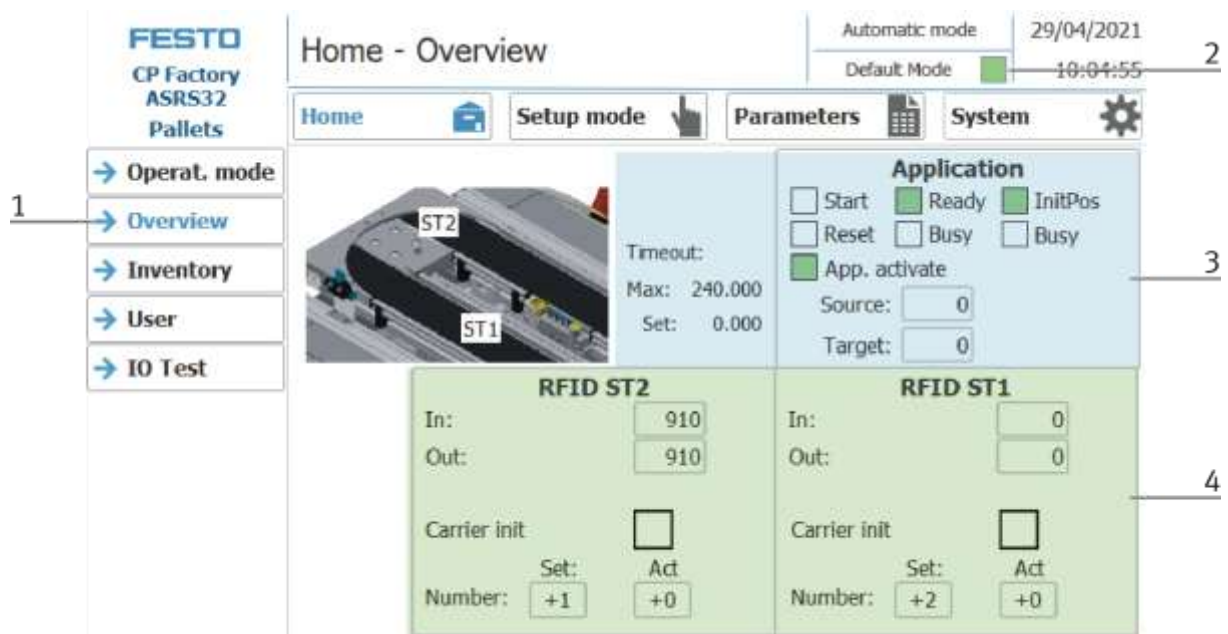 FESTO
CP Factory
ASRS32
Pallets
Home - Overview
Automatic mode
29/04/2021
Default Mode
10:04:55
2
Home
Setup mode
Parameters
System
Operat. mode
1
Overview
Inventory
User
IO Test
ST2
ST1
Timeout:
Max: 240.000
Set: 0.000
Application
Start Ready InitPos
Reset Busy Busy
App. activate
3
Source: 0
Target: 0
RFID ST2
In: 910
Out: 910
Carrier init
Set: Act
Number: +1 +0
RFID ST1
In: 0
Out: 0
4
Carrier init
Set: Act
Number: +2 +0